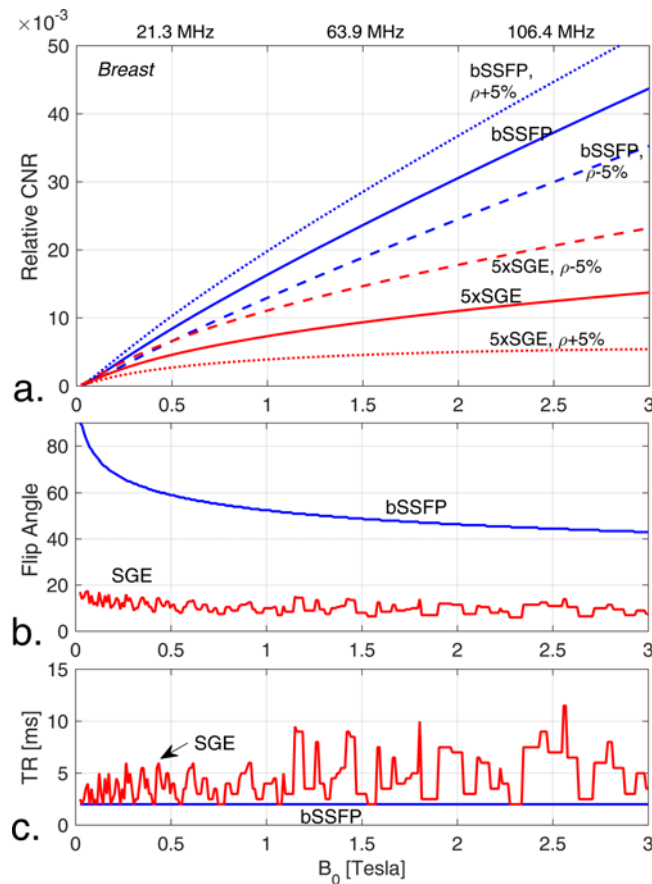 ×10⁻³
21.3 MHz 63.9 MHz 106.4 MHz
50
Breast
bSSFP,
ρ+5%
40
bSSFP
bSSFP,
ρ-5%
30
Relative CNR
20
5xSGE, ρ-5%
10
5xSGE
5xSGE, ρ+5%
0
a.
0 0.5 1 1.5 2 2.5 3
80
60
bSSFP
Flip Angle
40
SGE
20
0
b.
0 0.5 1 1.5 2 2.5 3
15
10
SGE
TR [ms]
5
bSSFP
0
c.
0 0.5 1 1.5 2 2.5 3
B₀ [Tesla]